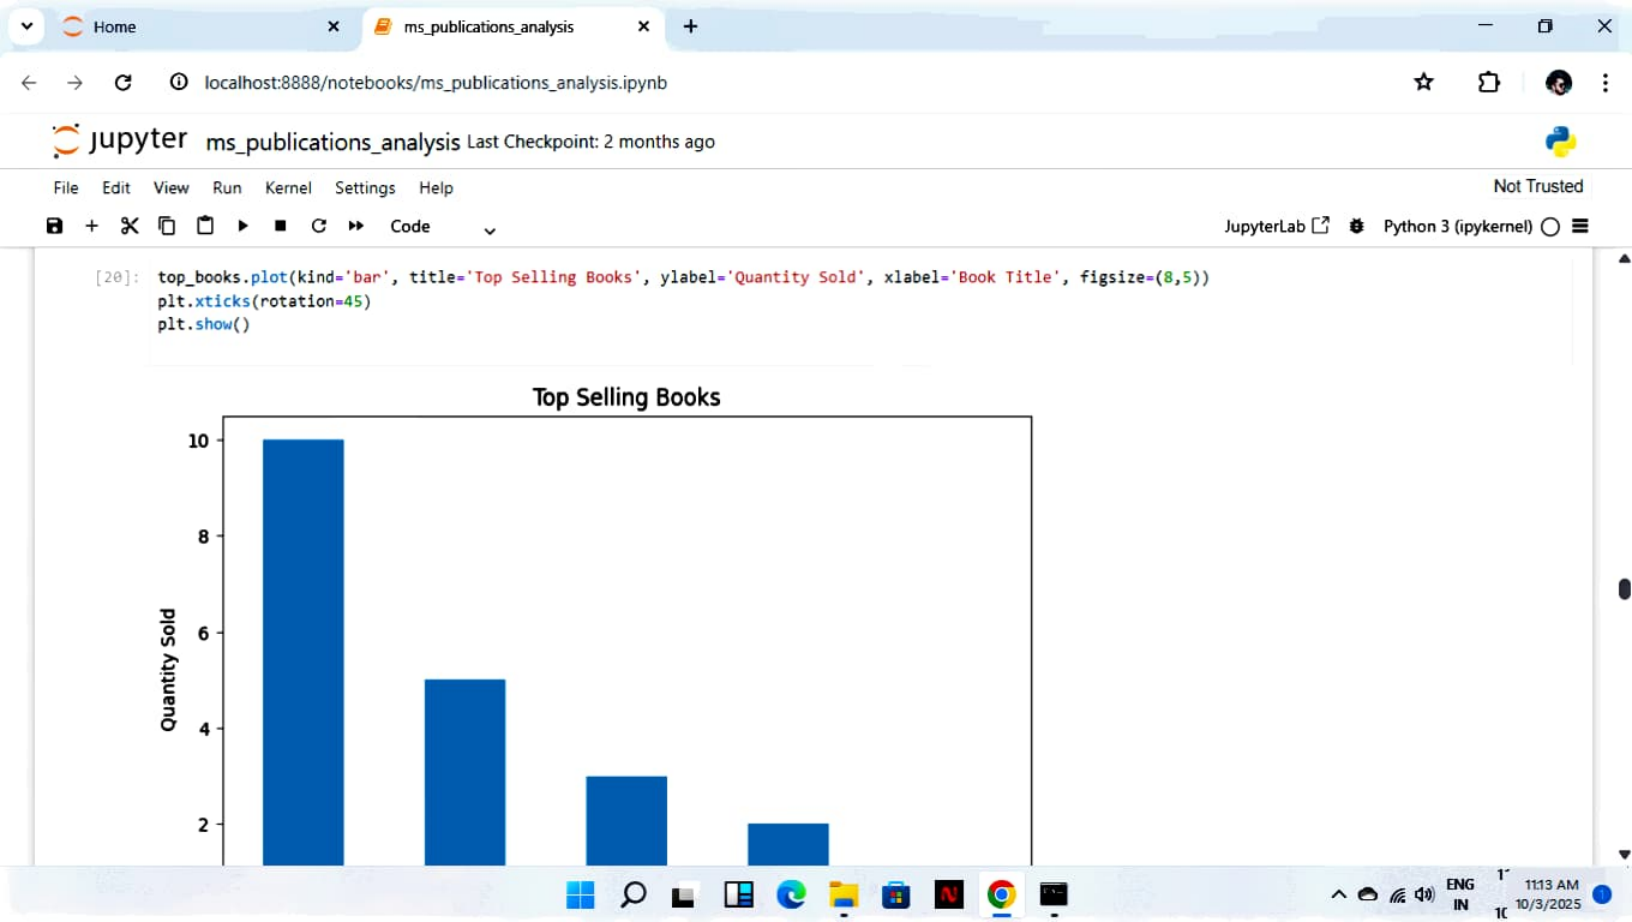 Home
ms_publications_analysis
localhost:8888/notebooks/ms_publications_analysis.ipynb
jupyter ms_publications_analysis Last Checkpoint: 2 months ago
File Edit View Run Kernel Settings Help
Not Trusted
Code
JupyterLab
Python 3 (ipykernel)
[20]: top_books.plot(kind='bar', title='Top Selling Books', ylabel='Quantity Sold', xlabel='Book Title', figsize=(8,5))
plt.xticks(rotation=45)
plt.show()
Top Selling Books
10
8
6
4
2
Quantity Sold
ENG
IN
11:13 AM
10/3/2025
1